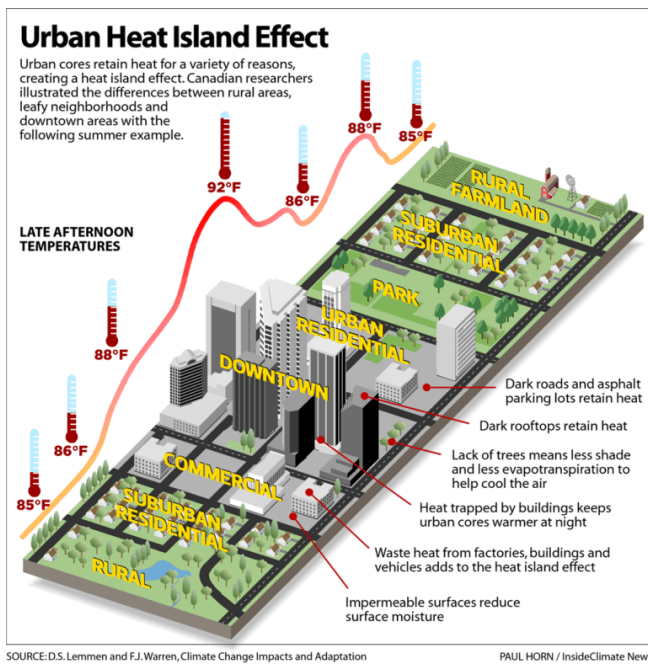 Urban Heat Island Effect
Urban cores retain heat for a variety of reasons,
creating a heat island effect. Canadian researchers
illustrated the differences between rural areas,
leafy neighborhoods and
downtown areas with the
following summer example.
88°F
85°F
92°F
86°F
LATE AFTERNOON
TEMPERATURES
88°F
86°F
85°F
RURAL
FARMLAND
SUBURBAN
RESIDENTIAL
PARK
URBAN
RESIDENTIAL
DOWNTOWN
COMMERCIAL
SUBURBAN
RESIDENTIAL
RURAL
Dark roads and asphalt
parking lots retain heat
Dark rooftops retain heat
Lack of trees means less shade
and less evapotranspiration to
help cool the air
Heat trapped by buildings keeps
urban cores warmer at night
Waste heat from factories, buildings and
vehicles adds to the heat island effect
Impermeable surfaces reduce
surface moisture
SOURCE: D.S. Lemmen and F.J. Warren, Climate Change Impacts and Adaptation
PAUL HORN / InsideClimate New